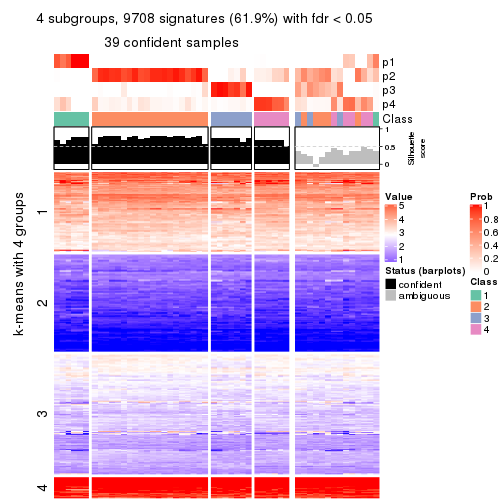 4 subgroups, 9708 signatures (61.9%) with fdr < 0.05
39 confident samples
p1
p2
p3
p4
Class
1
0.5
0
Silhouette
score
k-means with 4 groups
1
2
3
4
Value
5
4
3
2
1
Status (barplots)
confident
ambiguous
Prob
1
0.8
0.6
0.4
0.2
0
Class
1
2
3
4